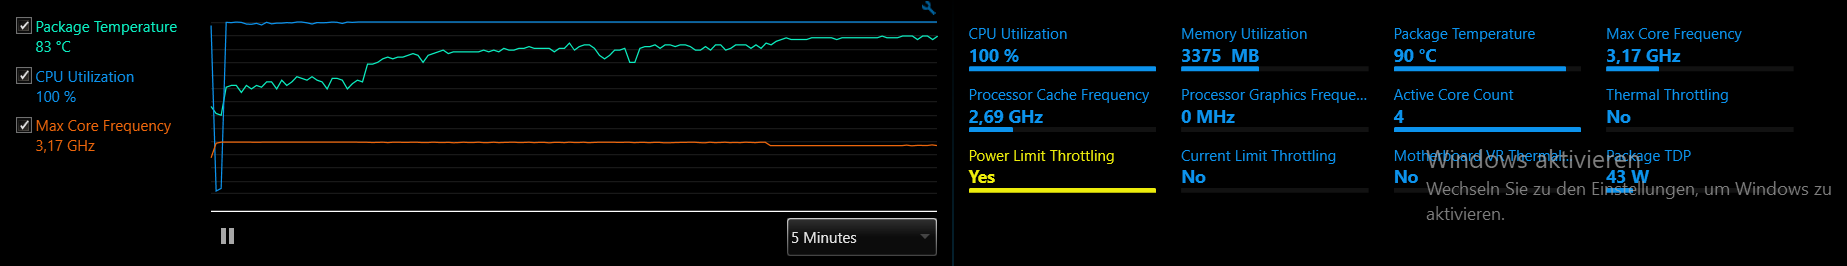 Package Temperature
83 °C
CPU Utilization
100 %
Max Core Frequency
3,17 GHz
5 Minutes
CPU Utilization
100 %
Memory Utilization
3375 MB
Package Temperature
90 °C
Max Core Frequency
3,17 GHz
Processor Cache Frequency
2,69 GHz
Processor Graphics Freque...
0 MHz
Active Core Count
4
Thermal Throttling
No
Power Limit Throttling
Yes
Current Limit Throttling
No
Motherboard VR Thermal...
No
Package TDP
43 W
Windows aktivieren
Wechseln Sie zu den Einstellungen, um Windows zu
aktivieren.